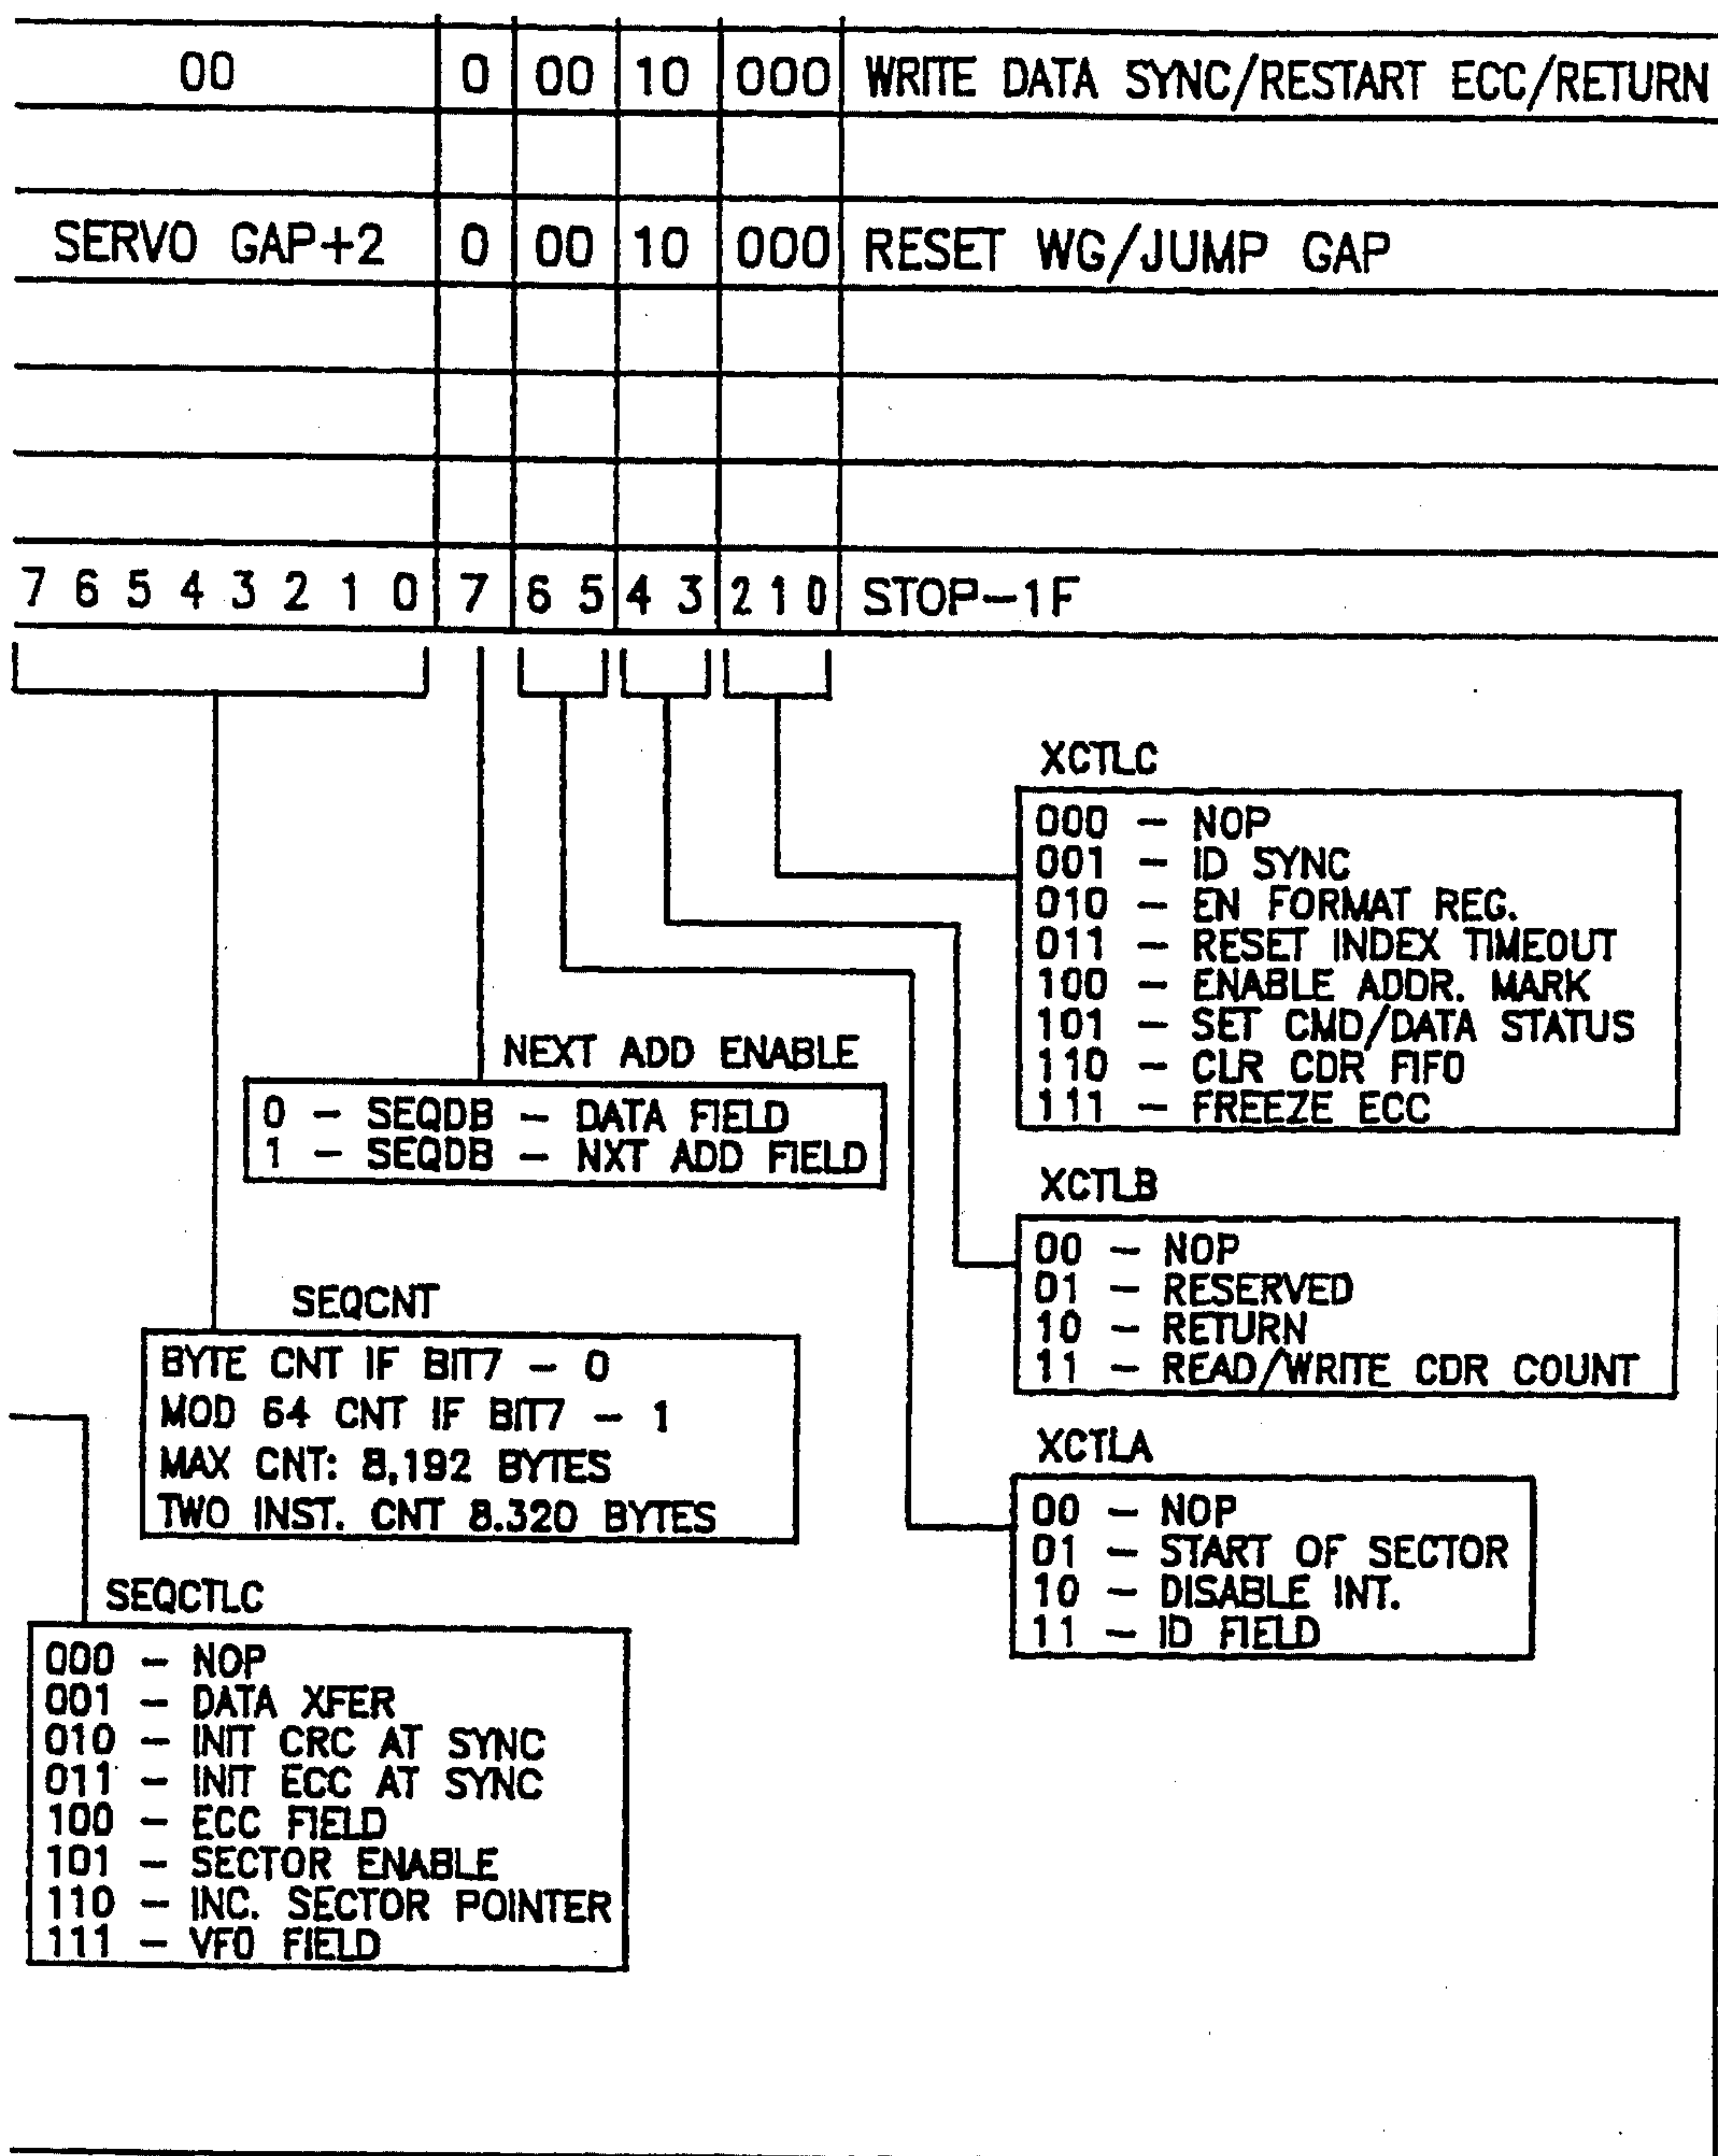 00 0 00 10 000 WRITE DATA SYNC/RESTART ECC/RETURN
SERVO GAP+2 0 00 10 000 RESET WG/JUMP GAP
7 6 5 4 3 2 1 0 7 6 5 4 3 2 1 0 STOP-1F
XCTLC
000 - NOP
001 - ID SYNC
010 - EN FORMAT REG.
011 - RESET INDEX TIMEOUT
100 - ENABLE ADDR. MARK
101 - SET CMD/DATA STATUS
110 - CLR CDR FIFO
111 - FREEZE ECC
NEXT ADD ENABLE
0 - SEQDB - DATA FIELD
1 - SEQDB - NXT ADD FIELD
XCTLB
00 - NOP
01 - RESERVED
10 - RETURN
11 - READ/WRITE CDR COUNT
SEQCNT
BYTE CNT IF BIT7 - 0
MOD 64 CNT IF BIT7 - 1
MAX CNT: 8,192 BYTES
TWO INST. CNT 8.320 BYTES
XCTLA
00 - NOP
01 - START OF SECTOR
10 - DISABLE INT.
11 - ID FIELD
SEQCTLC
000 - NOP
001 - DATA XFER
010 - INIT CRC AT SYNC
011 - INIT ECC AT SYNC
100 - ECC FIELD
101 - SECTOR ENABLE
110 - INC. SECTOR POINTER
111 - VFO FIELD